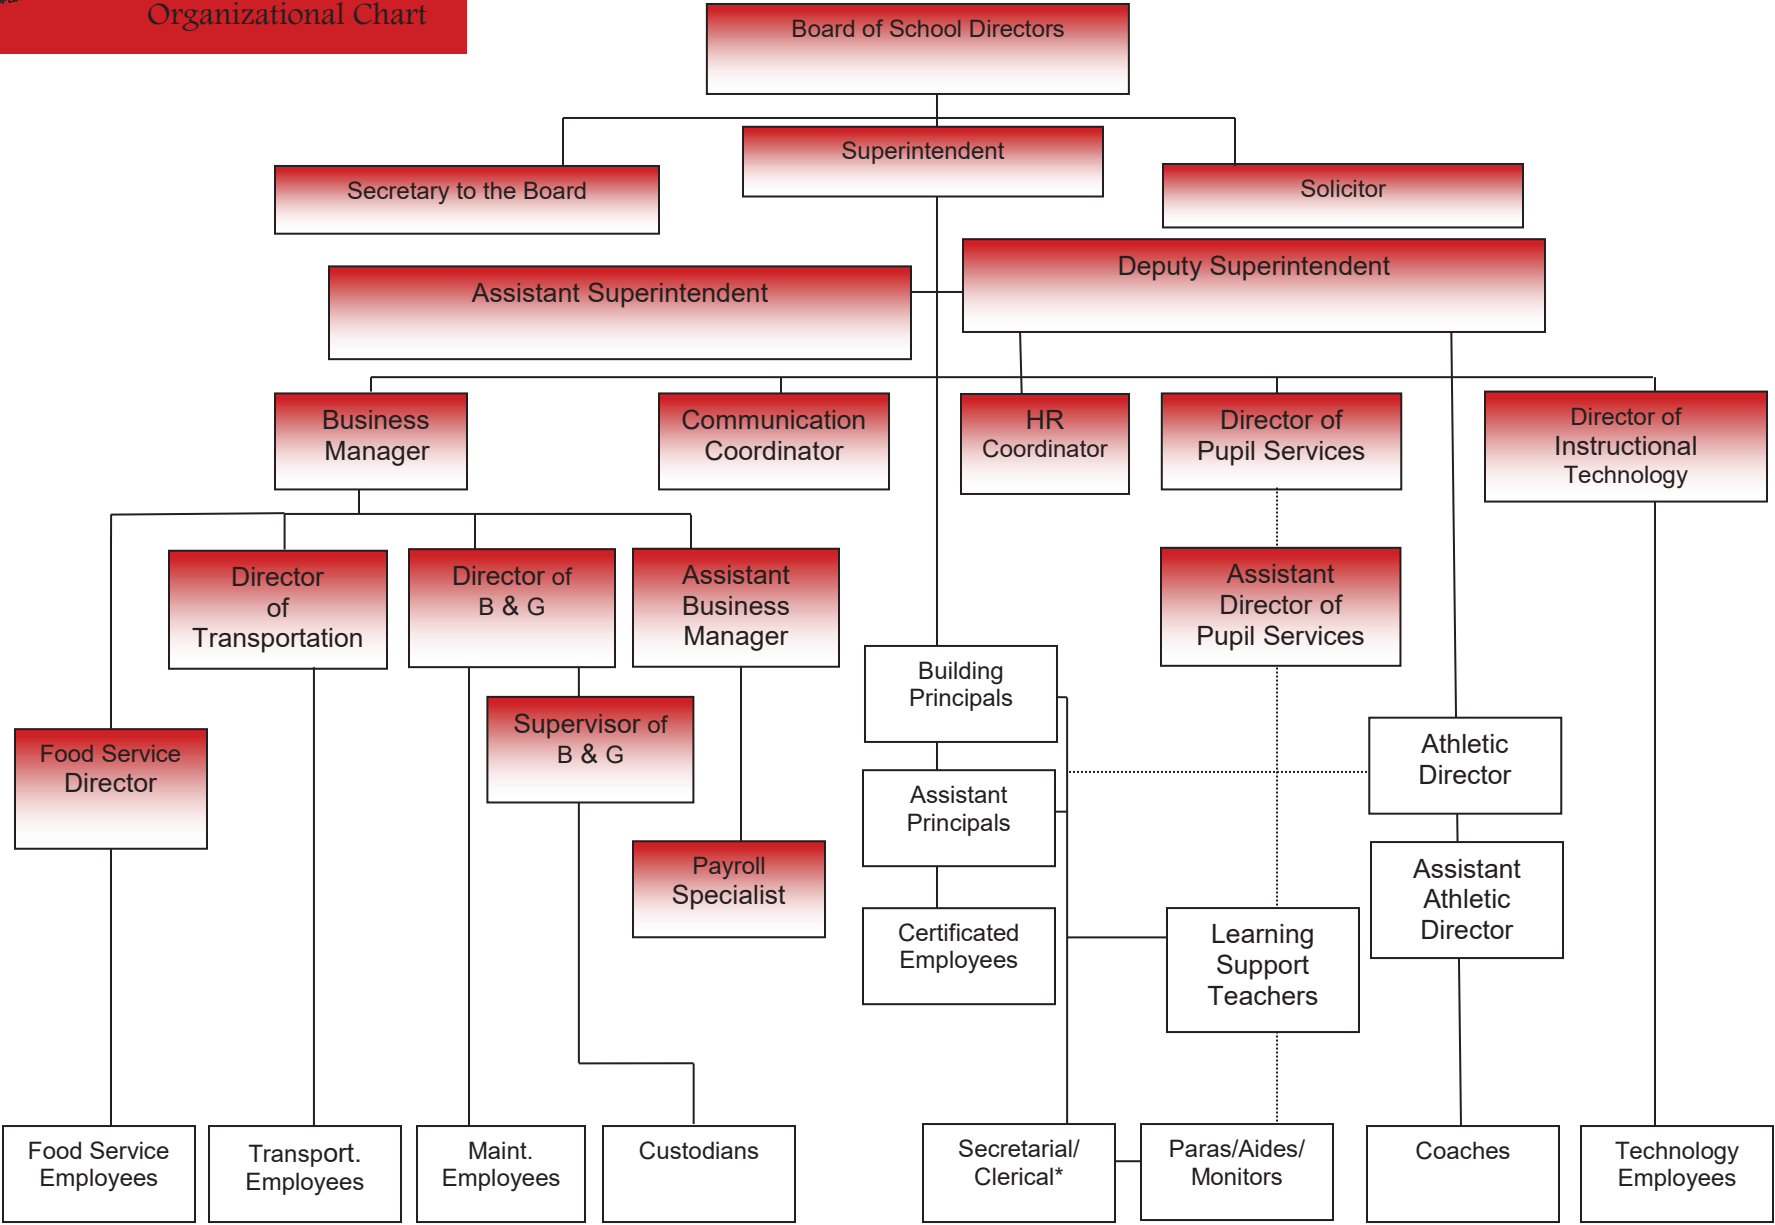 Organizational Chart
Board of School Directors
Superintendent
Secretary to the Board
Solicitor
Deputy Superintendent
Assistant Superintendent
Business
Manager
Communication
Coordinator
HR
Coordinator
Director of
Pupil Services
Director of
Instructional
Technology
Director
of
Transportation
Director of
B & G
Assistant
Business
Manager
Assistant
Director of
Pupil Services
Building
Principals
Supervisor of
B & G
Food Service
Director
Athletic
Director
Assistant
Principals
Payroll
Specialist
Assistant
Athletic
Director
Certificated
Employees
Learning
Support
Teachers
Food Service
Employees
Transport.
Employees
Maint.
Employees
Custodians
Secretarial/
Clerical*
Paras/Aides/
Monitors
Coaches
Technology
Employees